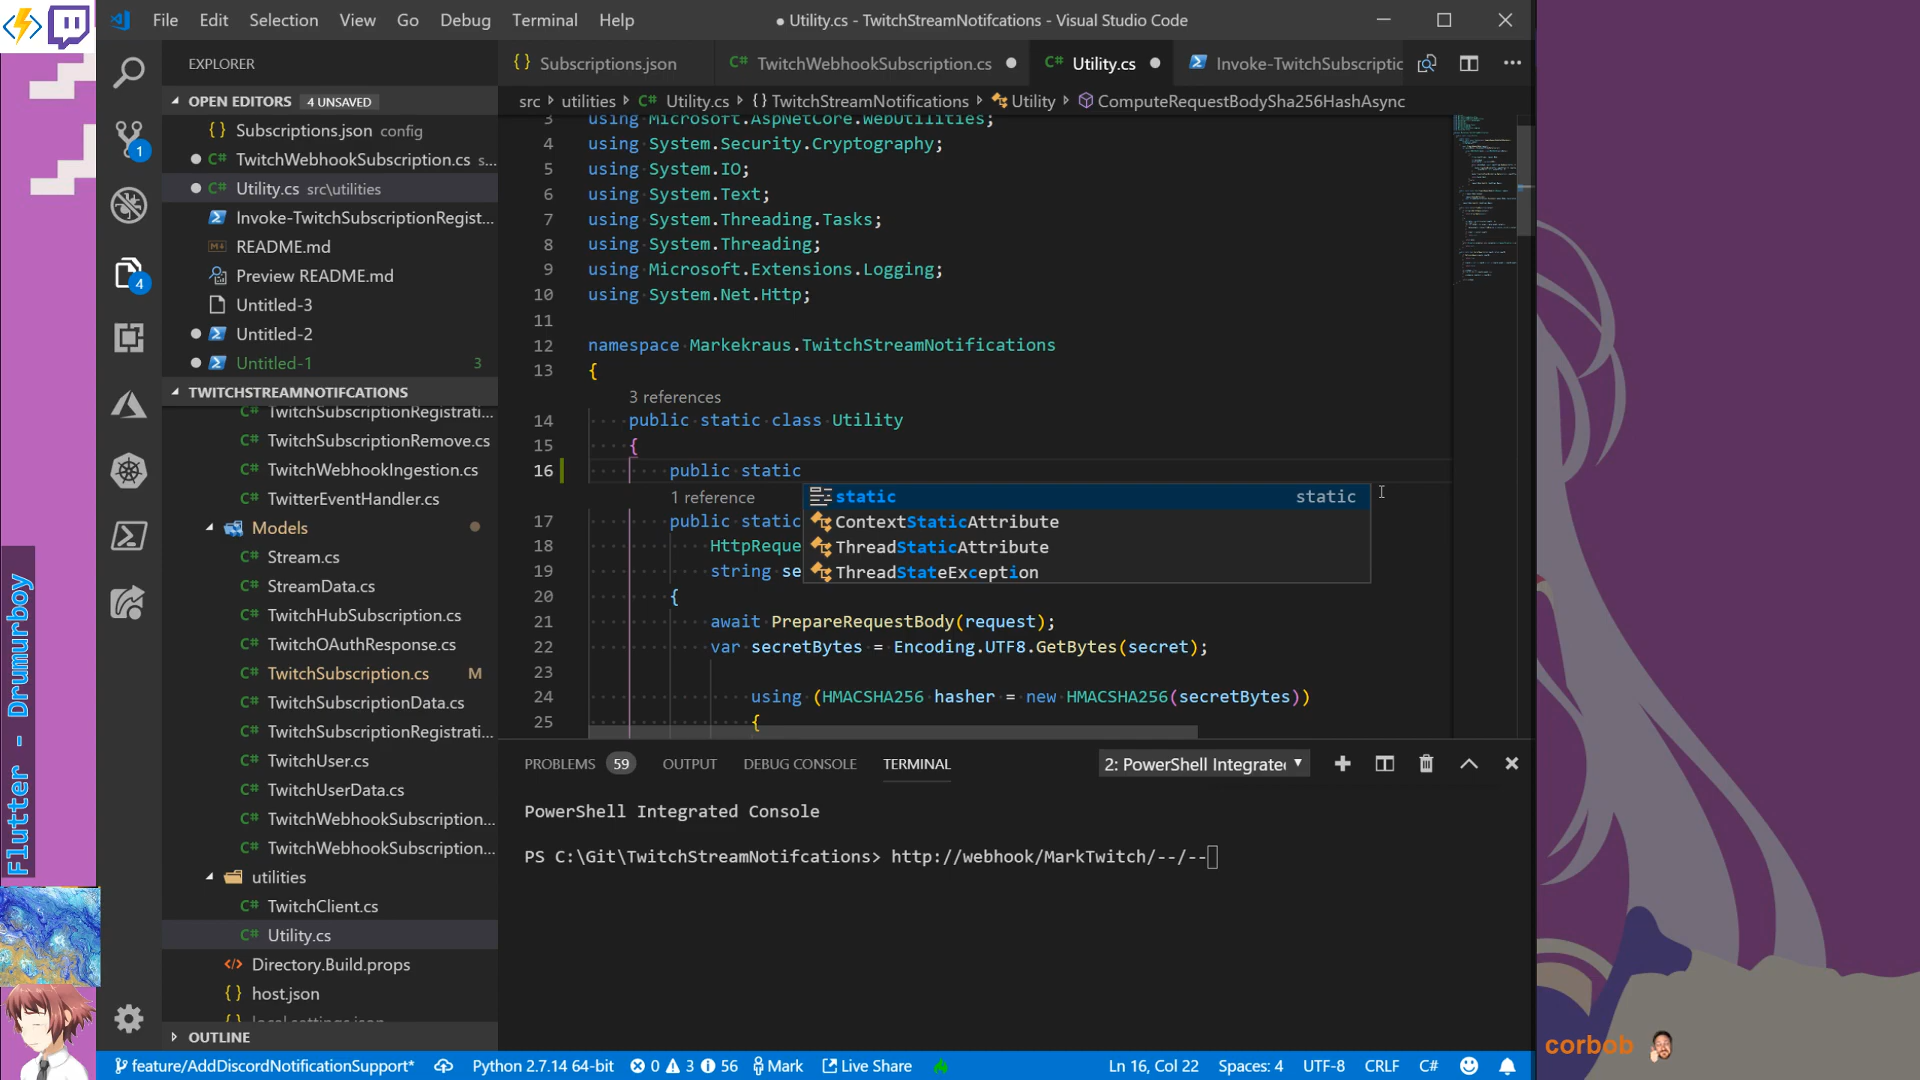 File Edit Selection View Go Debug Terminal Help
● Utility.cs - TwitchStreamNotifcations - Visual Studio Code
EXPLORER
OPEN EDITORS 4 UNSAVED
Subscriptions.json config
TwitchWebhookSubscription.cs s...
Utility.cs src\utilities
Invoke-TwitchSubscriptionRegist...
README.md
Preview README.md
Untitled-3
Untitled-2
Untitled-1 3
TWITCHSTREAMNOTIFCATIONS
TwitchSubscriptionRegistrati...
TwitchSubscriptionRemove.cs
TwitchWebhookIngestion.cs
TwitterEventHandler.cs
Models
Stream.cs
StreamData.cs
TwitchHubSubscription.cs
TwitchOAuthResponse.cs
TwitchSubscription.cs M
TwitchSubscriptionData.cs
TwitchSubscriptionRegistrati...
TwitchUser.cs
TwitchUserData.cs
TwitchWebhookSubscription...
TwitchWebhookSubscription...
utilities
TwitchClient.cs
Utility.cs
Directory.Build.props
host.json
local.settings.json
OUTLINE
1
4
Subscriptions.json
TwitchWebhookSubscription.cs
Utility.cs
Invoke-TwitchSubscriptic
src › utilities › Utility.cs › {} TwitchStreamNotifications › Utility › ComputeRequestBodySha256HashAsync
3 using Microsoft.AspNetCore.WebUtilities;
4 using System.Security.Cryptography;
5 using System.IO;
6 using System.Text;
7 using System.Threading.Tasks;
8 using System.Threading;
9 using Microsoft.Extensions.Logging;
10 using System.Net.Http;
11
12 namespace Markekraus.TwitchStreamNotifications
13 {
3 references
14 public static class Utility
15 {
16 public static
1 reference
static static
ContextStaticAttribute
ThreadStaticAttribute
ThreadStateException
17 public static
18 HttpReque
19 string se
20 {
21 await PrepareRequestBody(request);
22 var secretBytes = Encoding.UTF8.GetBytes(secret);
23
24 using (HMACSHA256 hasher = new HMACSHA256(secretBytes))
25 {
PROBLEMS 59 OUTPUT DEBUG CONSOLE TERMINAL 2: PowerShell Integrate
PowerShell Integrated Console
PS C:\Git\TwitchStreamNotifcations> http://webhook/MarkTwitch/--/--
feature/AddDiscordNotificationSupport* Python 2.7.14 64-bit 0 3 56 Mark Live Share Ln 16, Col 22 Spaces: 4 UTF-8 CRLF C#
Flutter - Drumurboy
corbob